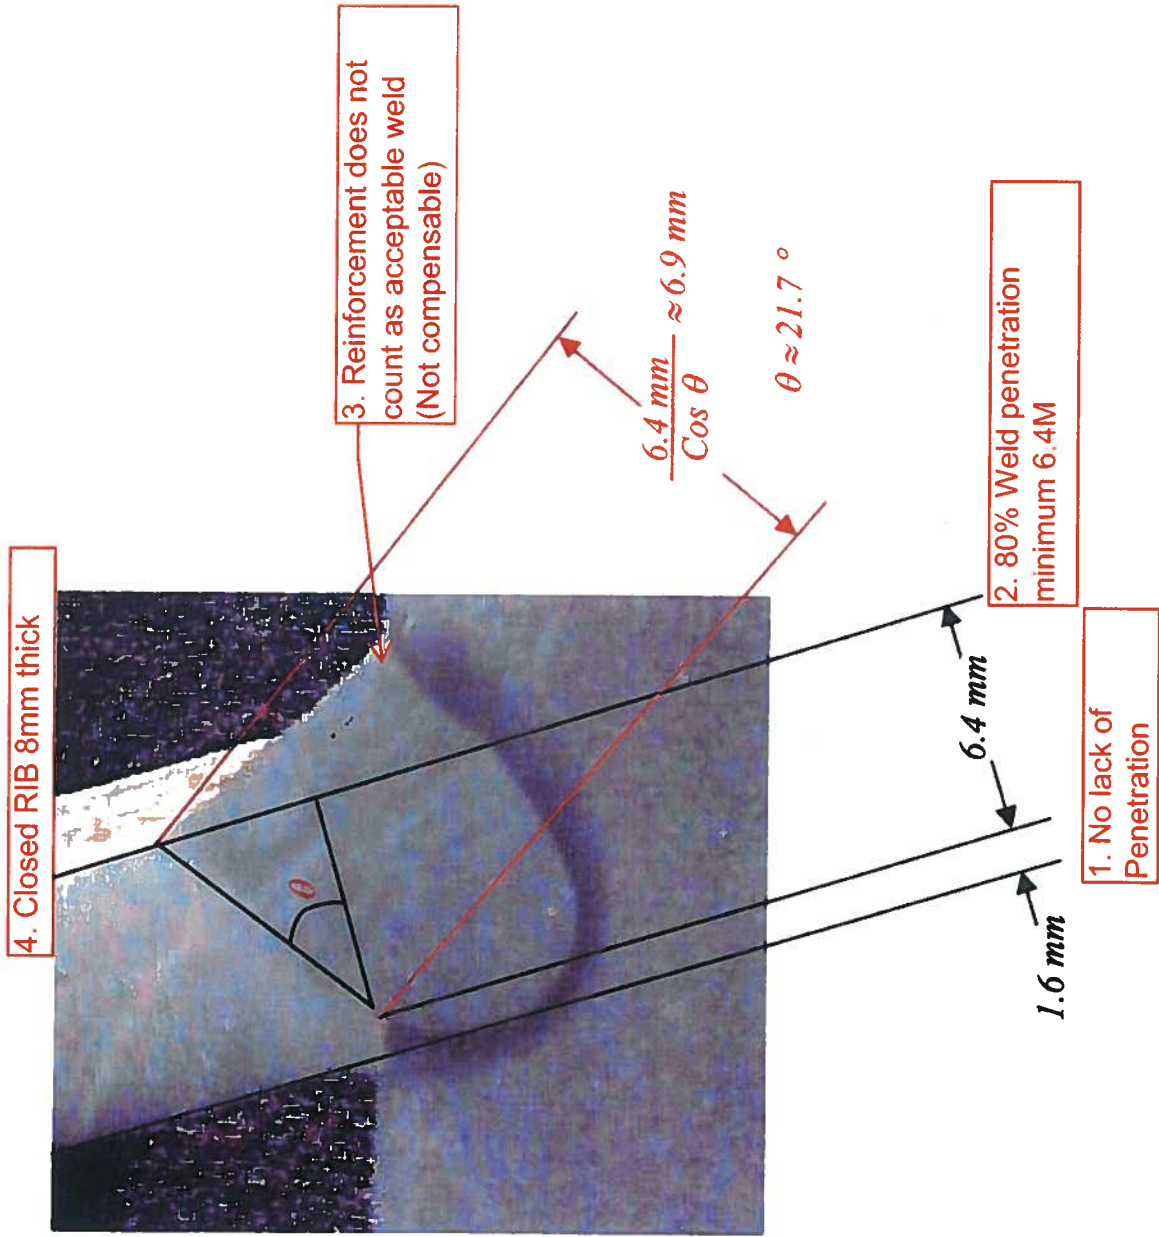 4. Closed RIB 8mm thick
3. Reinforcement does not
count as acceptable weld
(Not compensable)
6.4 mm
Cos θ
≈ 6.9 mm
θ ≈ 21.7 °
θ
2. 80% Weld penetration
minimum 6.4M
6.4 mm
1. No lack of
Penetration
1.6 mm